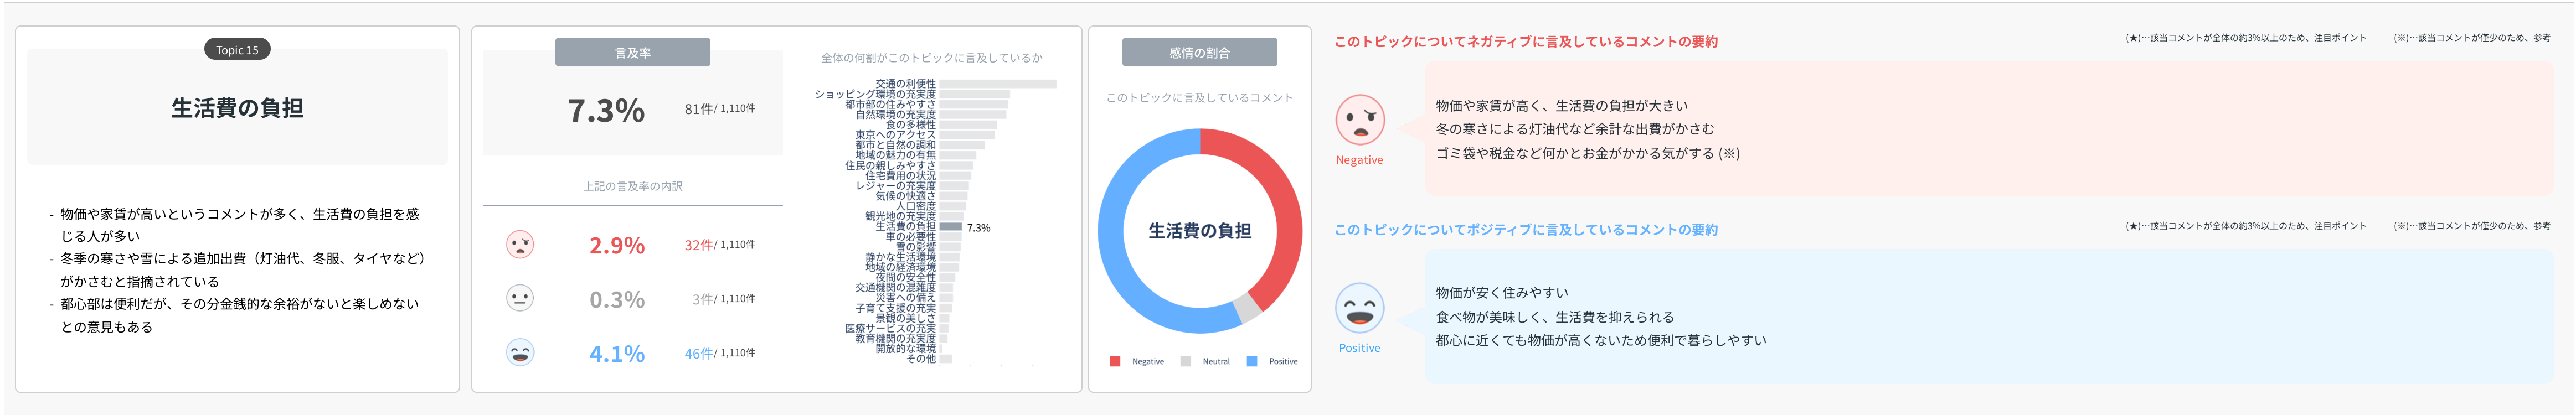 Topic 15
生活費の負担
- 物価や家賃が高いというコメントが多く、生活費の負担を感
じる人が多い
- 冬季の寒さや雪による追加出費（灯油代、冬服、タイヤなど）
がかさむと指摘されている
- 都心部は便利だが、その分金銭的な余裕がないと楽しめない
との意見もある
言及率
7.3% 81件/ 1,110件
上記の言及率の内訳
2.9% 32件/ 1,110件
0.3% 3件/ 1,110件
4.1% 46件/ 1,110件
全体の何割がこのトピックに言及しているか
交通の利便性
ショッピング環境の充実度
都市部の住みやすさ
自然環境の充実度
食の多様性
東京へのアクセス
都市と自然の調和
地域の魅力の有無
住民の親しみやすさ
住宅費用の状況
レジャーの充実度
気候の快適さ
人口密度
観光地の充実度
生活費の負担 7.3%
車の必要性
雪の影響
静かな生活環境
地域の経済環境
夜間の安全性
交通機関の混雑度
災害への備え
子育て支援の充実
景観の美しさ
医療サービスの充実
教育機関の充実度
開放的な環境
その他
感情の割合
このトピックに言及しているコメント
生活費の負担
Negative Neutral Positive
このトピックについてネガティブに言及しているコメントの要約
(★)…該当コメントが全体の約3%以上のため、注目ポイント (※)…該当コメントが僅少のため、参考
Negative
物価や家賃が高く、生活費の負担が大きい
冬の寒さによる灯油代など余計な出費がかさむ
ゴミ袋や税金など何かとお金がかかる気がする (※)
このトピックについてポジティブに言及しているコメントの要約
(★)…該当コメントが全体の約3%以上のため、注目ポイント (※)…該当コメントが僅少のため、参考
Positive
物価が安く住みやすい
食べ物が美味しく、生活費を抑えられる
都心に近くても物価が高くないため便利で暮らしやすい